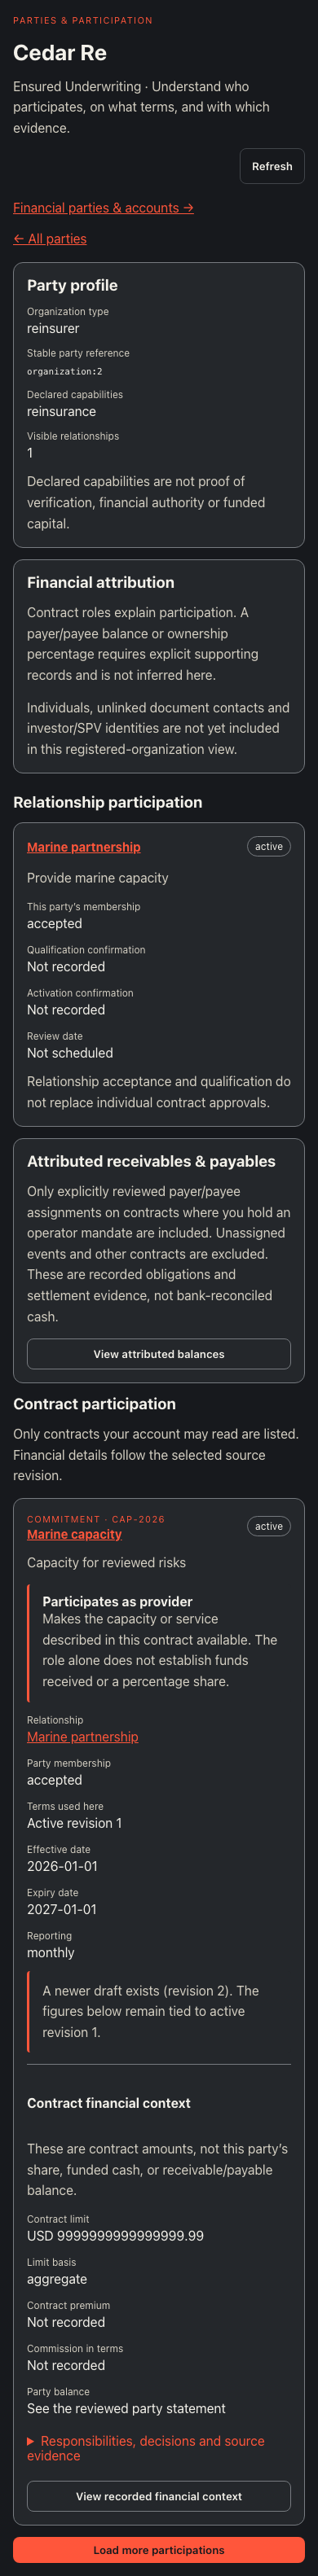 PARTIES & PARTICIPATION
Cedar Re
Ensured Underwriting · Understand who
participates, on what terms, and with which
evidence.
Refresh
Financial parties & accounts →
← All parties
Party profile
Organization type
reinsurer
Stable party reference
organization:2
Declared capabilities
reinsurance
Visible relationships
1
Declared capabilities are not proof of
verification, financial authority or funded
capital.
Financial attribution
Contract roles explain participation. A
payer/payee balance or ownership
percentage requires explicit supporting
records and is not inferred here.
Individuals, unlinked document contacts and
investor/SPV identities are not yet included
in this registered-organization view.
Relationship participation
Marine partnership
active
Provide marine capacity
This party's membership
accepted
Qualification confirmation
Not recorded
Activation confirmation
Not recorded
Review date
Not scheduled
Relationship acceptance and qualification do
not replace individual contract approvals.
Attributed receivables & payables
Only explicitly reviewed payer/payee
assignments on contracts where you hold an
operator mandate are included. Unassigned
events and other contracts are excluded.
These are recorded obligations and
settlement evidence, not bank-reconciled
cash.
View attributed balances
Contract participation
Only contracts your account may read are listed.
Financial details follow the selected source
revision.
COMMITMENT · CAP-2026
Marine capacity
active
Capacity for reviewed risks
Participates as provider
Makes the capacity or service
described in this contract available. The
role alone does not establish funds
received or a percentage share.
Relationship
Marine partnership
Party membership
accepted
Terms used here
Active revision 1
Effective date
2026-01-01
Expiry date
2027-01-01
Reporting
monthly
A newer draft exists (revision 2). The
figures below remain tied to active
revision 1.
Contract financial context
These are contract amounts, not this party's
share, funded cash, or receivable/payable
balance.
Contract limit
USD 9999999999999999.99
Limit basis
aggregate
Contract premium
Not recorded
Commission in terms
Not recorded
Party balance
See the reviewed party statement
▶ Responsibilities, decisions and source
evidence
View recorded financial context
Load more participations